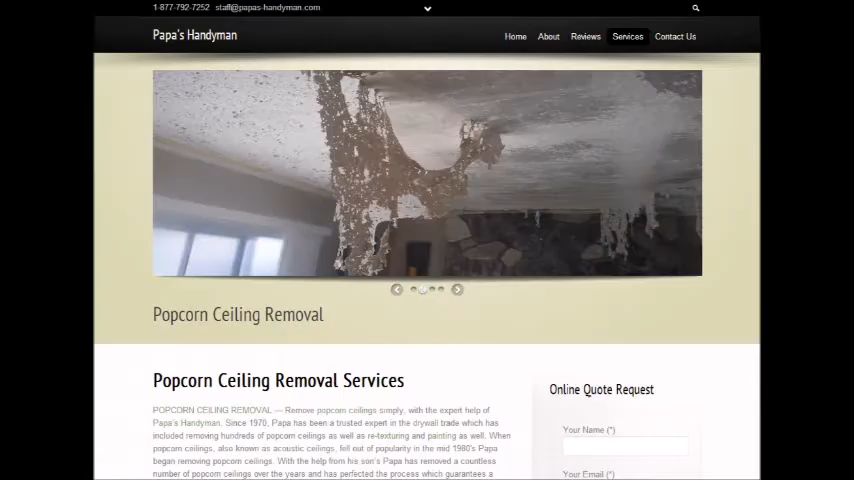 1-877-792-7252 staff@papas-handyman.com
Papa's Handyman
Home About Reviews Services Contact Us
Popcorn Ceiling Removal
Popcorn Ceiling Removal Services
POPCORN CEILING REMOVAL — Remove popcorn ceilings simply, with the expert help of
Papa's Handyman. Since 1970, Papa has been a trusted expert in the drywall trade which has
included removing hundreds of popcorn ceilings as well as re-texturing and painting as well. When
popcorn ceilings, also known as acoustic ceilings, fell out of popularity in the mid 1980's Papa
began removing popcorn ceilings. With the help from his son's Papa has removed a countless
number of popcorn ceilings over the years and has perfected the process which guarantees a
Online Quote Request
Your Name (*)
Your Email (*)